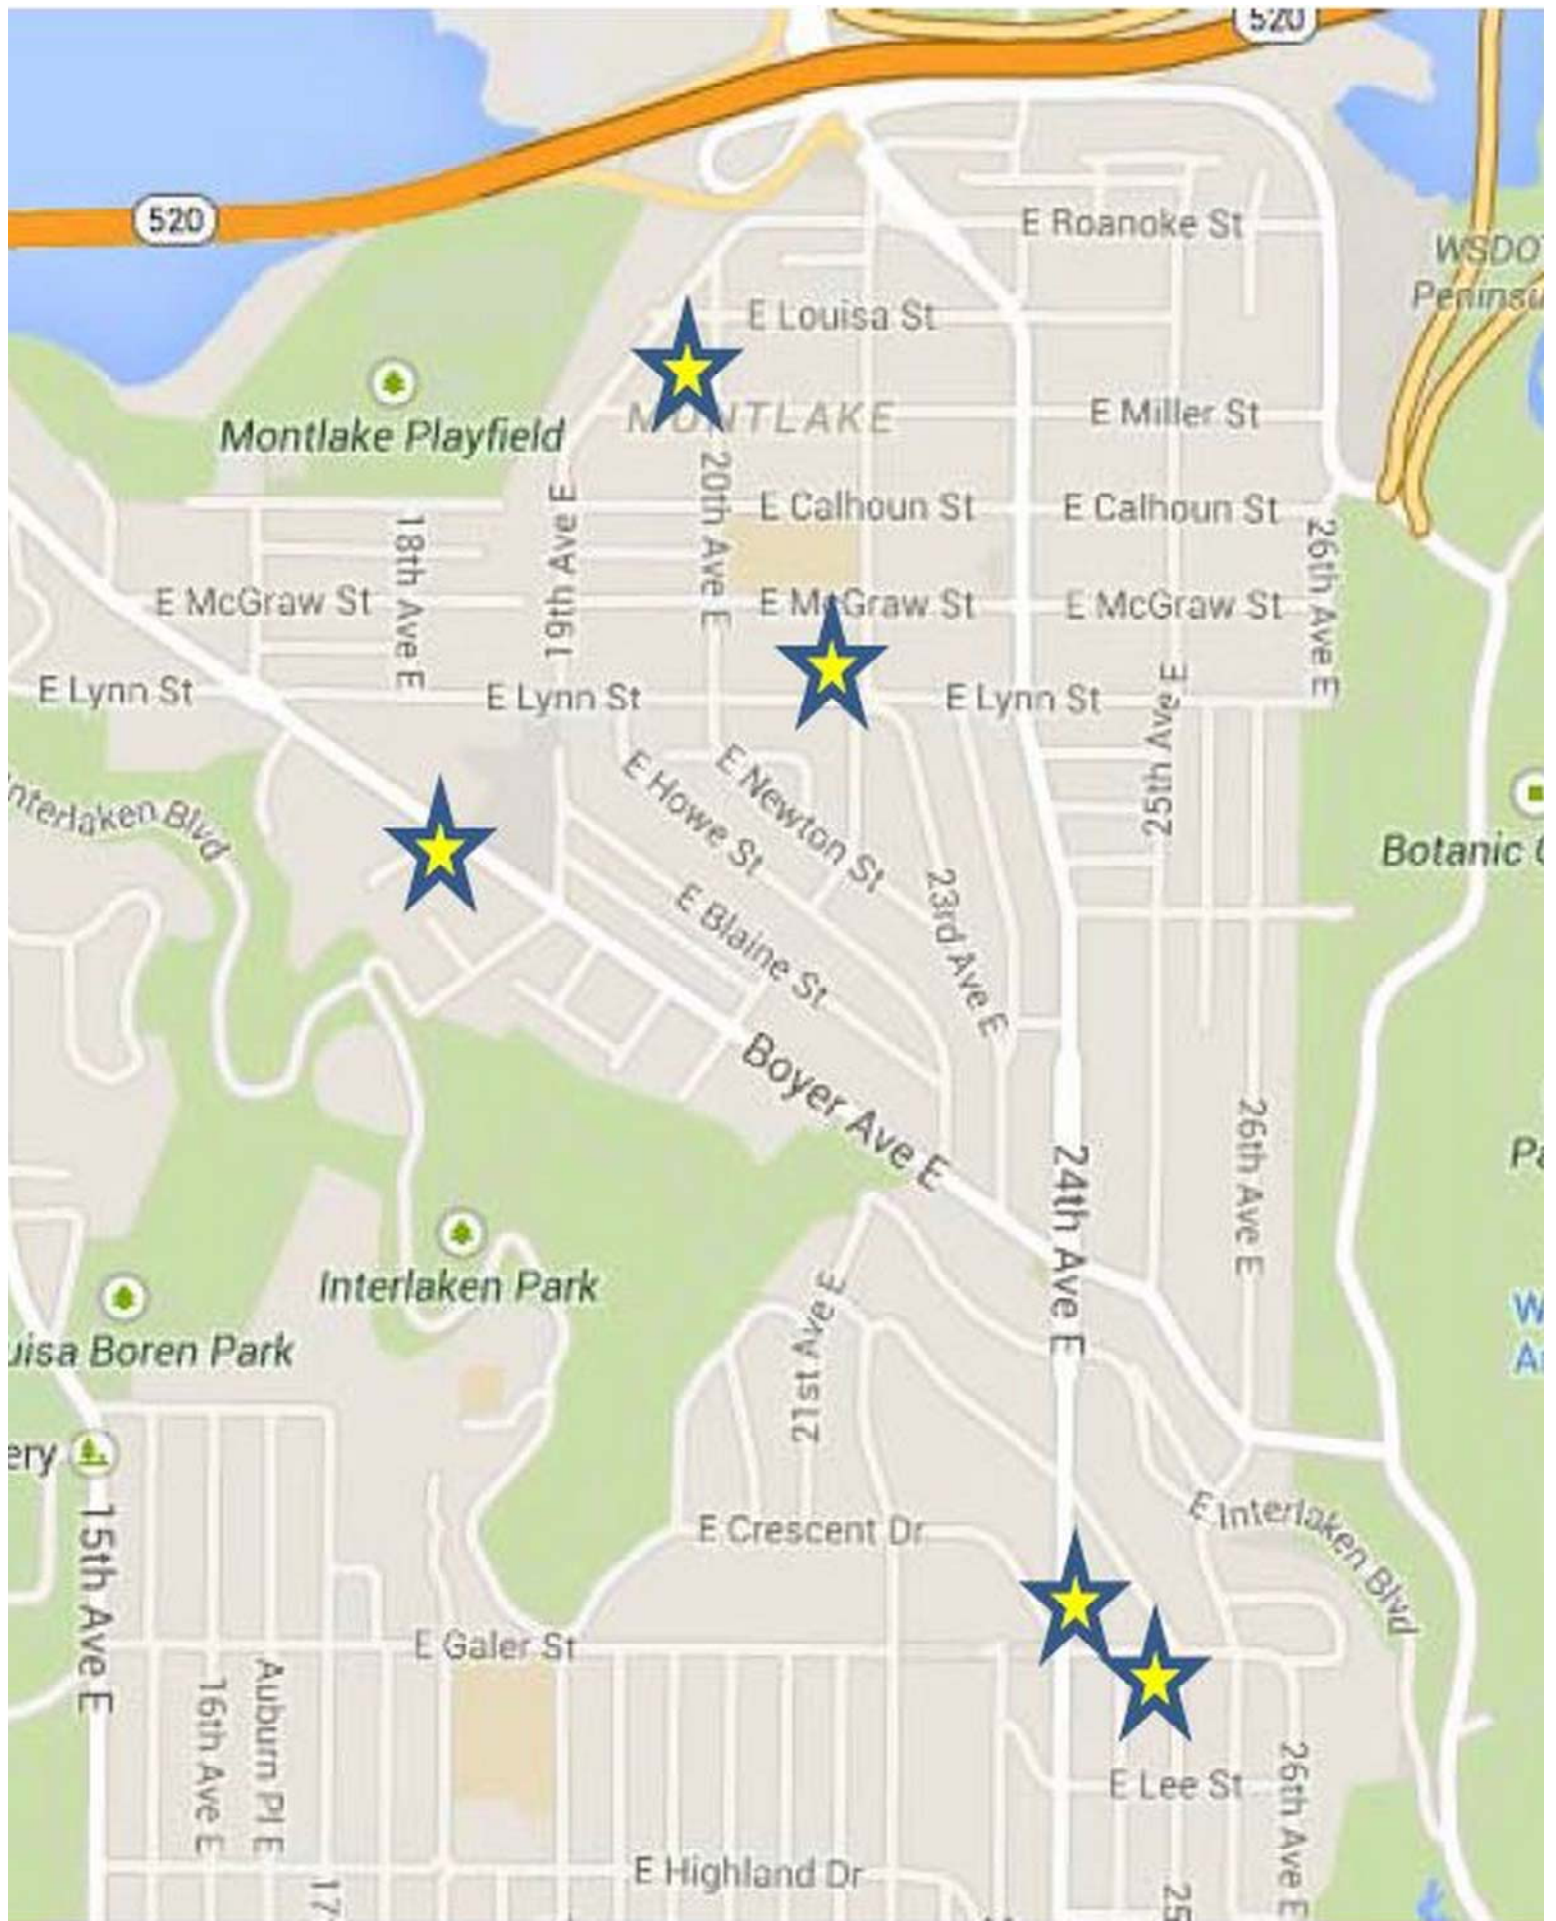 520
520
E Roanoke St
WSDO
Peninsu
E Louisa St
Montlake Playfield
MONTLAKE
E Miller St
20th Ave E
E Calhoun St
E Calhoun St
18th Ave E
19th Ave E
26th Ave E
E McGraw St
E McGraw St
E McGraw St
E Lynn St
E Lynn St
E Lynn St
25th Ave E
nterlaken Blvd
E Howe St
E Newton St
Botanic
E Blaine St
23rd Ave E
Boyer Ave E
24th Ave E
26th Ave E
Interlaken Park
uisa Boren Park
21st Ave E
ery
15th Ave E
E Crescent Dr
E Interlaken Blvd
E Galer St
16th Ave E
Auburn Pl E
E Lee St
26th Ave E
E Highland Dr
17
25